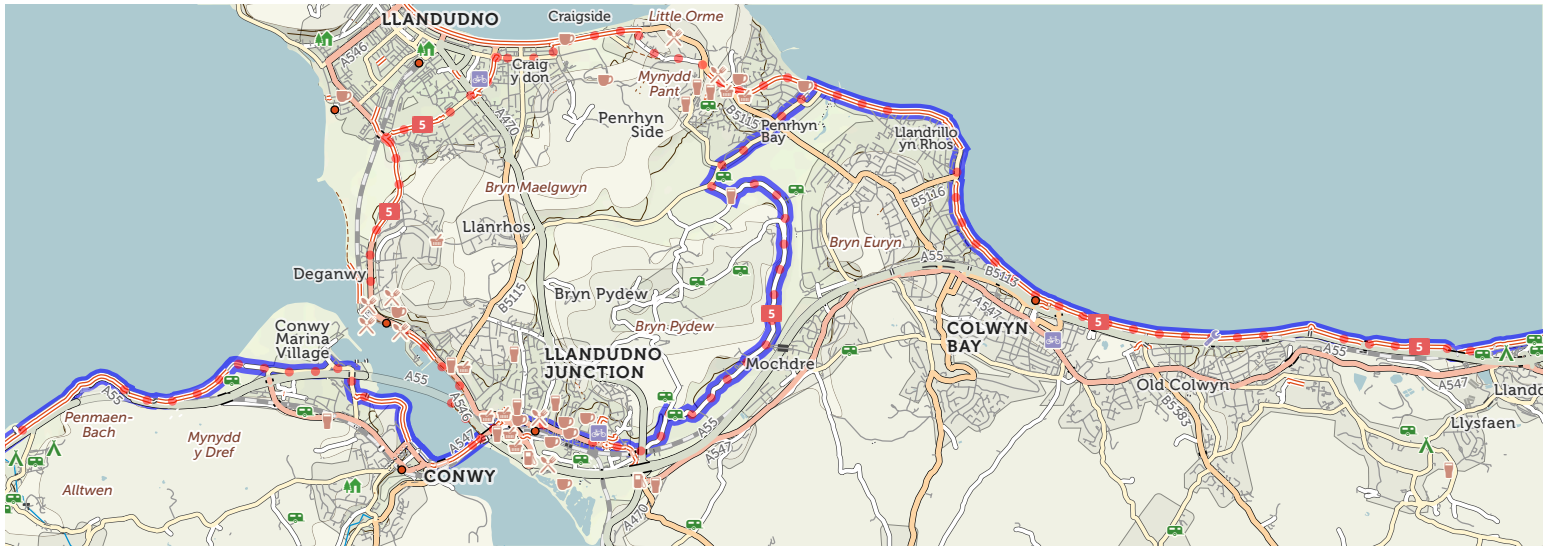 LLANDUDNO
Craigside
Little Orme
A546
Craig
y don
Mynydd
Pant
A470
5
B5115
Penrhyn
Side
Penrhyn
Bay
Llandrillo
yn Rhos
Bryn Maelgwyn
B5116
5
Llanrhos
Bryn Euryn
Deganwy
A55
B5115
Bryn Pydew
B5115
A547
5
Bryn Pydew
5
Conwy
Marina
Village
COLWYN
BAY
LLANDUDNO
JUNCTION
5
A55
Mochdre
A55
A55
Old Colwyn
A547
Lland
A546
B5383
Penmaen-
Bach
Llysfaen
Mynydd
y Dref
A55
A547
A547
CONWY
Alltwen
A470